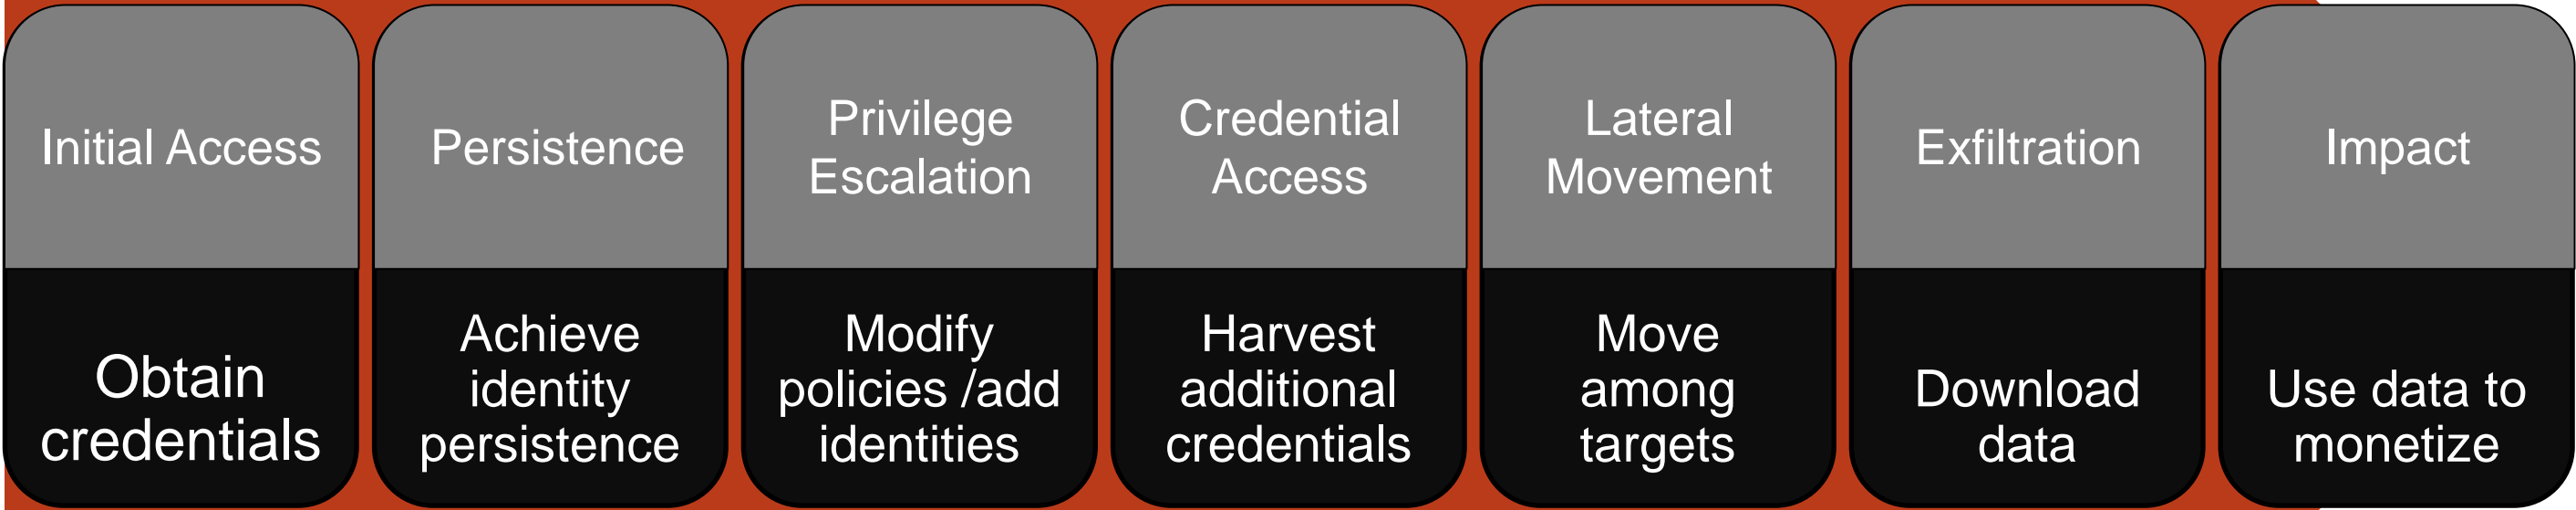 Initial Access
Persistence
Privilege
Escalation
Credential
Access
Lateral
Movement
Exfiltration
Impact
Obtain
credentials
Achieve
identity
persistence
Modify
policies /add
identities
Harvest
additional
credentials
Move
among
targets
Download
data
Use data to
monetize